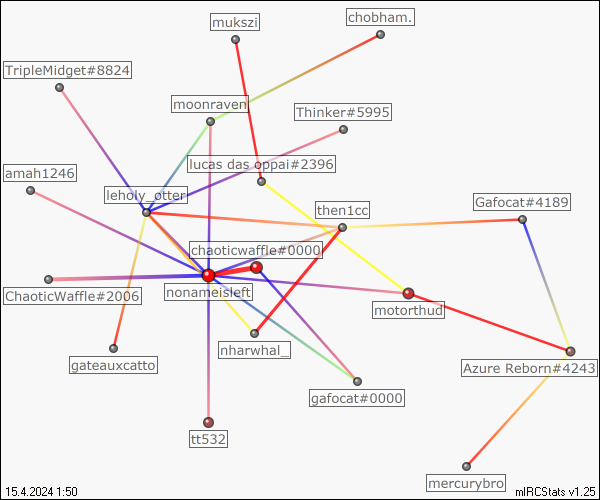 mukszi
chobham.
TripleMidget#8824
moonraven
Thinker#5995
lucas das oppai#2396
amah1246
leholy_otter
then1cc
Gafocat#4189
chaoticwaffle#0000
ChaoticWaffle#2006
nonameisleft
motorthud
nharwhal_
gateauxcatto
Azure Reborn#4243
gafocat#0000
tt532
mercurybro
15.4.2024 1:50
mIRCStats v1.25